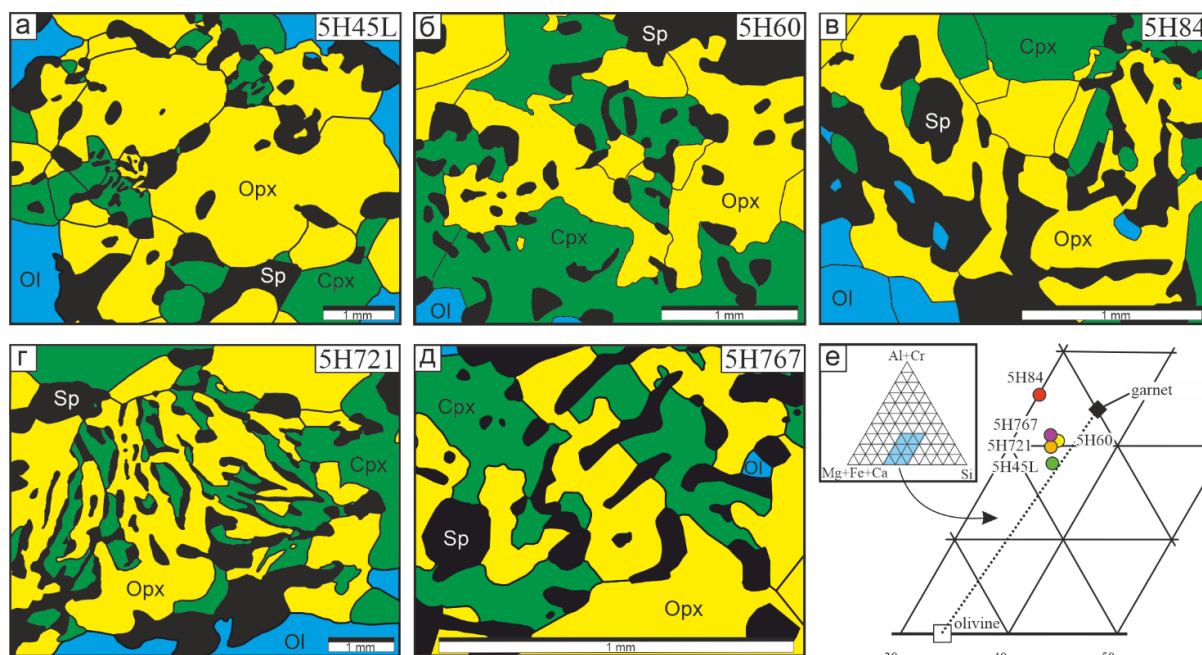 а 5H45L
Opx
Ol
Sp
Cpx
1 mm
б 5H60
Sp
Opx
Cpx
Ol
1 mm
в 5H84
Cpx
Sp
Opx
Ol
1 mm
г 5H721
Sp
Cpx
Opx
Ol
1 mm
д 5H767
Cpx
Ol
Sp
Opx
1 mm
е
Al+Cr
Mg+Fe+Ca Si
5H84
garnet
5H767
5H60
5H721
5H45L
olivine
40
50